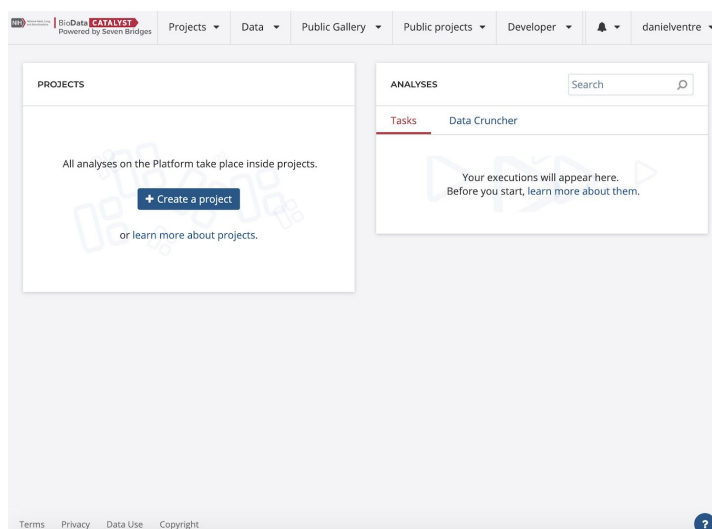 NIH
BioData CATALYST
Powered by Seven Bridges
Projects
Data
Public Gallery
Public projects
Developer
danielventre
PROJECTS
All analyses on the Platform take place inside projects.
+ Create a project
or learn more about projects.
ANALYSES
Search
Tasks
Data Cruncher
Your executions will appear here.
Before you start, learn more about them.
Terms
Privacy
Data Use
Copyright
?